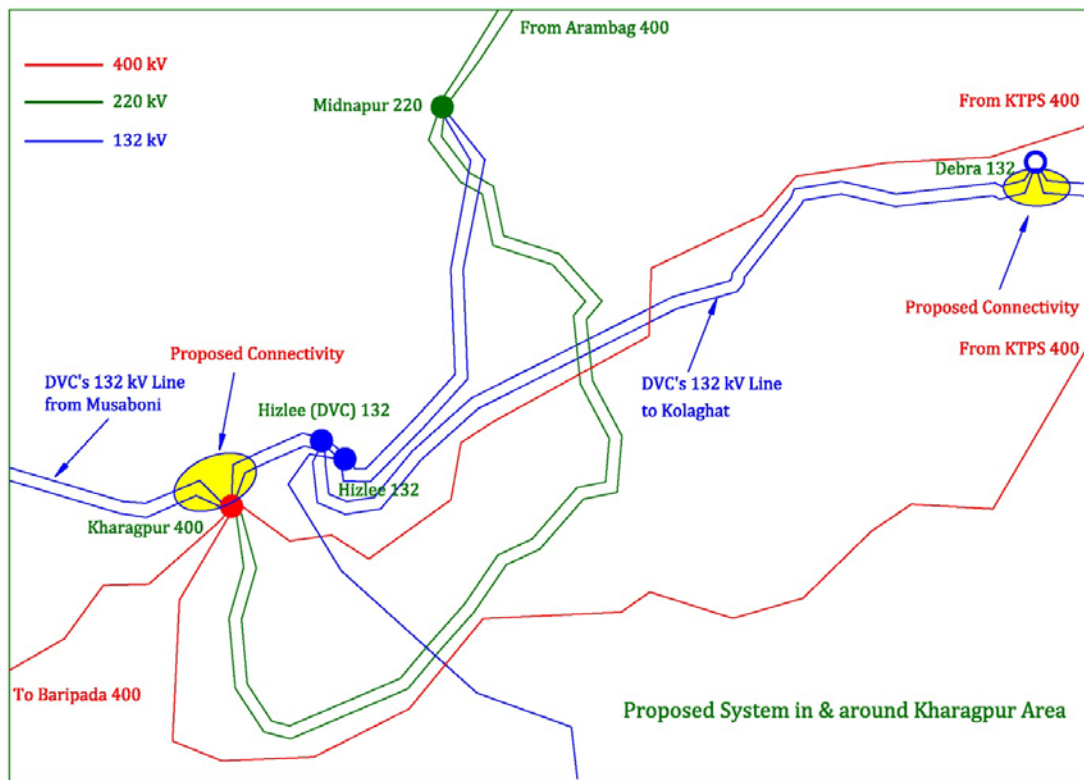 From Arambag 400
400 kV
220 kV
132 kV
Midnapur 220
From KTPS 400
Debra 132
Proposed Connectivity
From KTPS 400
Proposed Connectivity
DVC's 132 kV Line
from Musaboni
DVC's 132 kV Line
to Kolaghat
Hizlee (DVC) 132
Hizlee 132
Kharagpur 400
To Baripada 400
Proposed System in & around Kharagpur Area